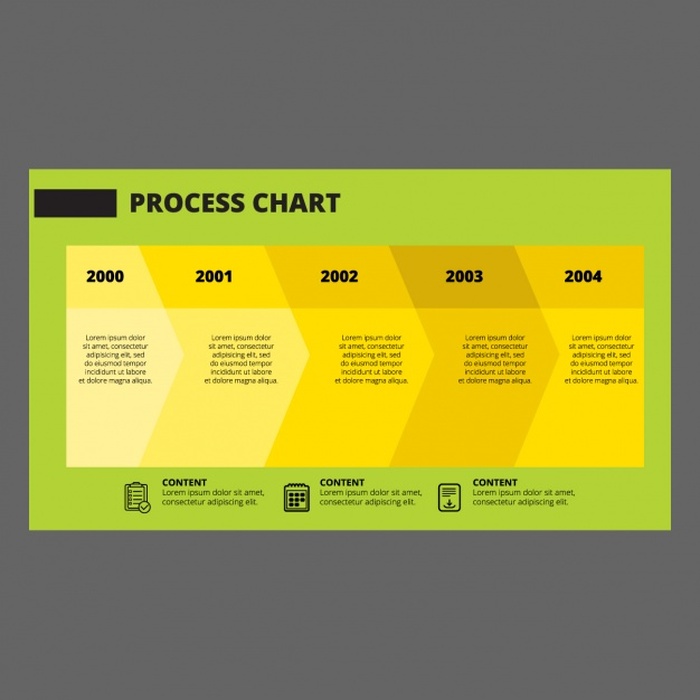 PROCESS CHART
2000
2001
2002
2003
2004
Lorem ipsum dolor
sit amet, consectetur
adipisicing elit, sed
do eiusmod tempor
incididunt ut labore
et dolore magna aliqua.
Lorem ipsum dolor
sit amet, consectetur
adipisicing elit, sed
do eiusmod tempor
incididunt ut labore
et dolore magna aliqua.
Lorem ipsum dolor
sit amet, consectetur
adipisicing elit, sed
do eiusmod tempor
incididunt ut labore
et dolore magna aliqua.
Lorem ipsum dolor
sit amet, consectetur
adipisicing elit, sed
do eiusmod tempor
incididunt ut labore
et dolore magna aliqua.
Lorem ipsum dolor
sit amet, consectetur
adipisicing elit, sed
do eiusmod tempor
incididunt ut labore
et dolore magna aliqua.
CONTENT
Lorem ipsum dolor sit amet,
consectetur adipisicing elit.
CONTENT
Lorem ipsum dolor sit amet,
consectetur adipisicing elit.
CONTENT
Lorem ipsum dolor sit amet,
consectetur adipisicing elit.